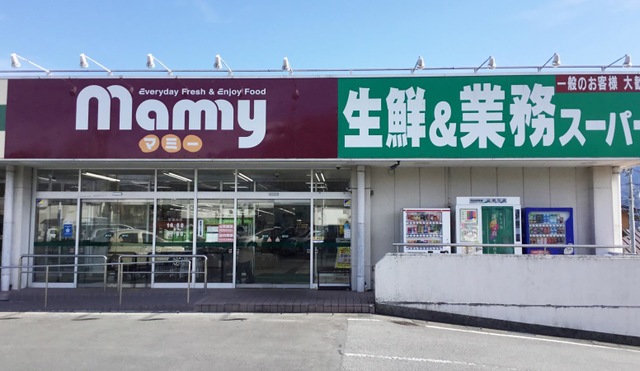 Everyday Fresh & Enjoy Food
mammy
マミー
一般のお客様 大歓
生鮮&業務スーパー